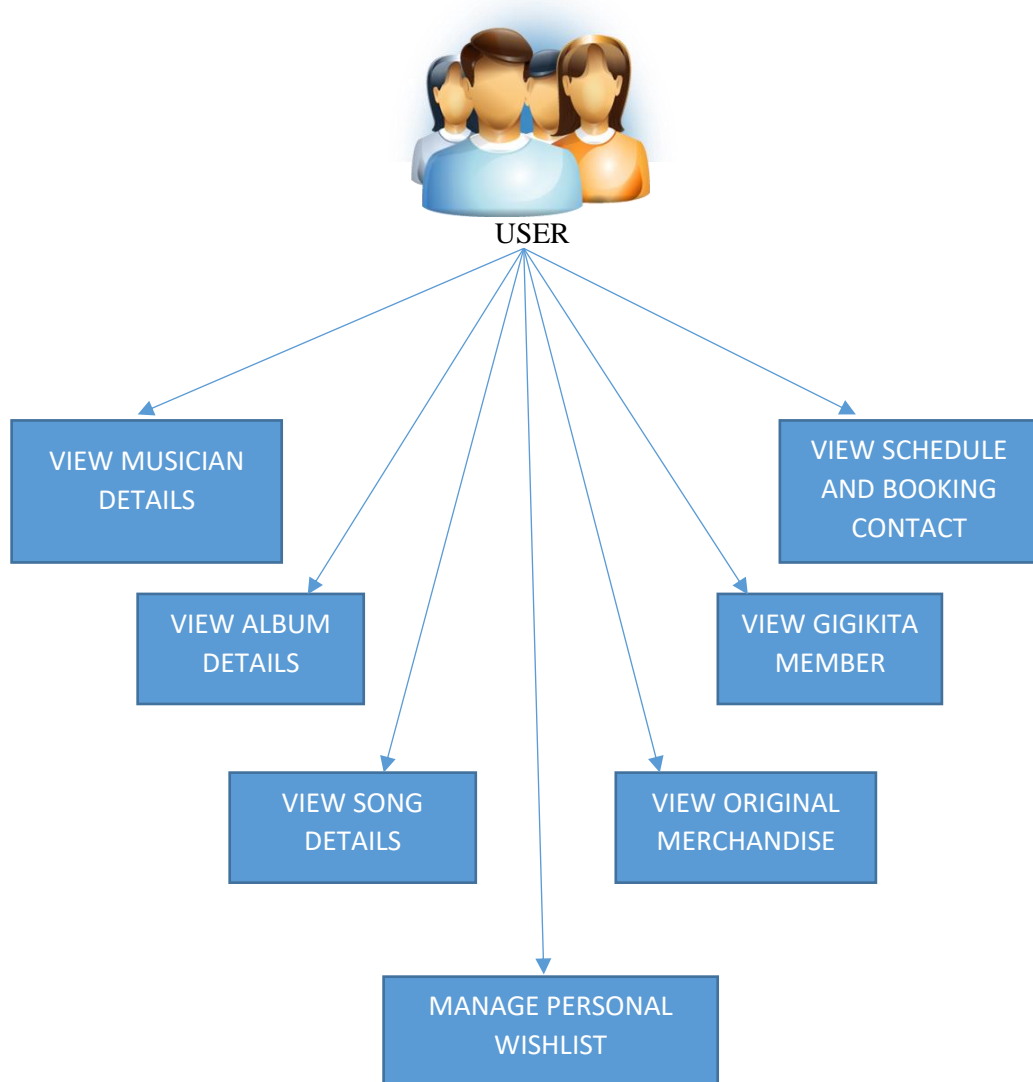 USER
VIEW MUSICIAN
DETAILS
VIEW SCHEDULE
AND BOOKING
CONTACT
VIEW ALBUM
DETAILS
VIEW GIGIKITA
MEMBER
VIEW SONG
DETAILS
VIEW ORIGINAL
MERCHANDISE
MANAGE PERSONAL
WISHLIST